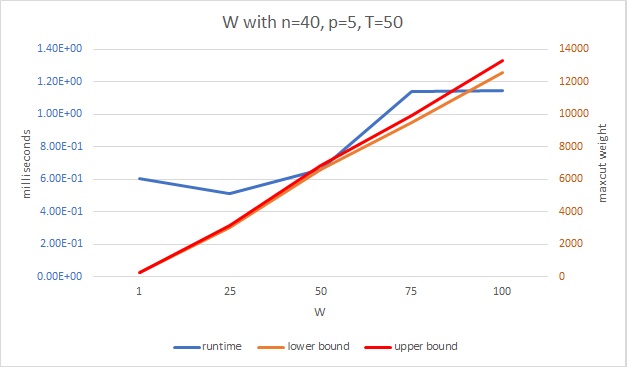 W with n=40, p=5, T=50
1.40E+00
1.20E+00
1.00E+00
8.00E-01
6.00E-01
4.00E-01
2.00E-01
0.00E+00
milliseconds
14000
12000
10000
8000
6000
4000
2000
0
maxcut weight
1 25 50 75 100
W
runtime lower bound upper bound